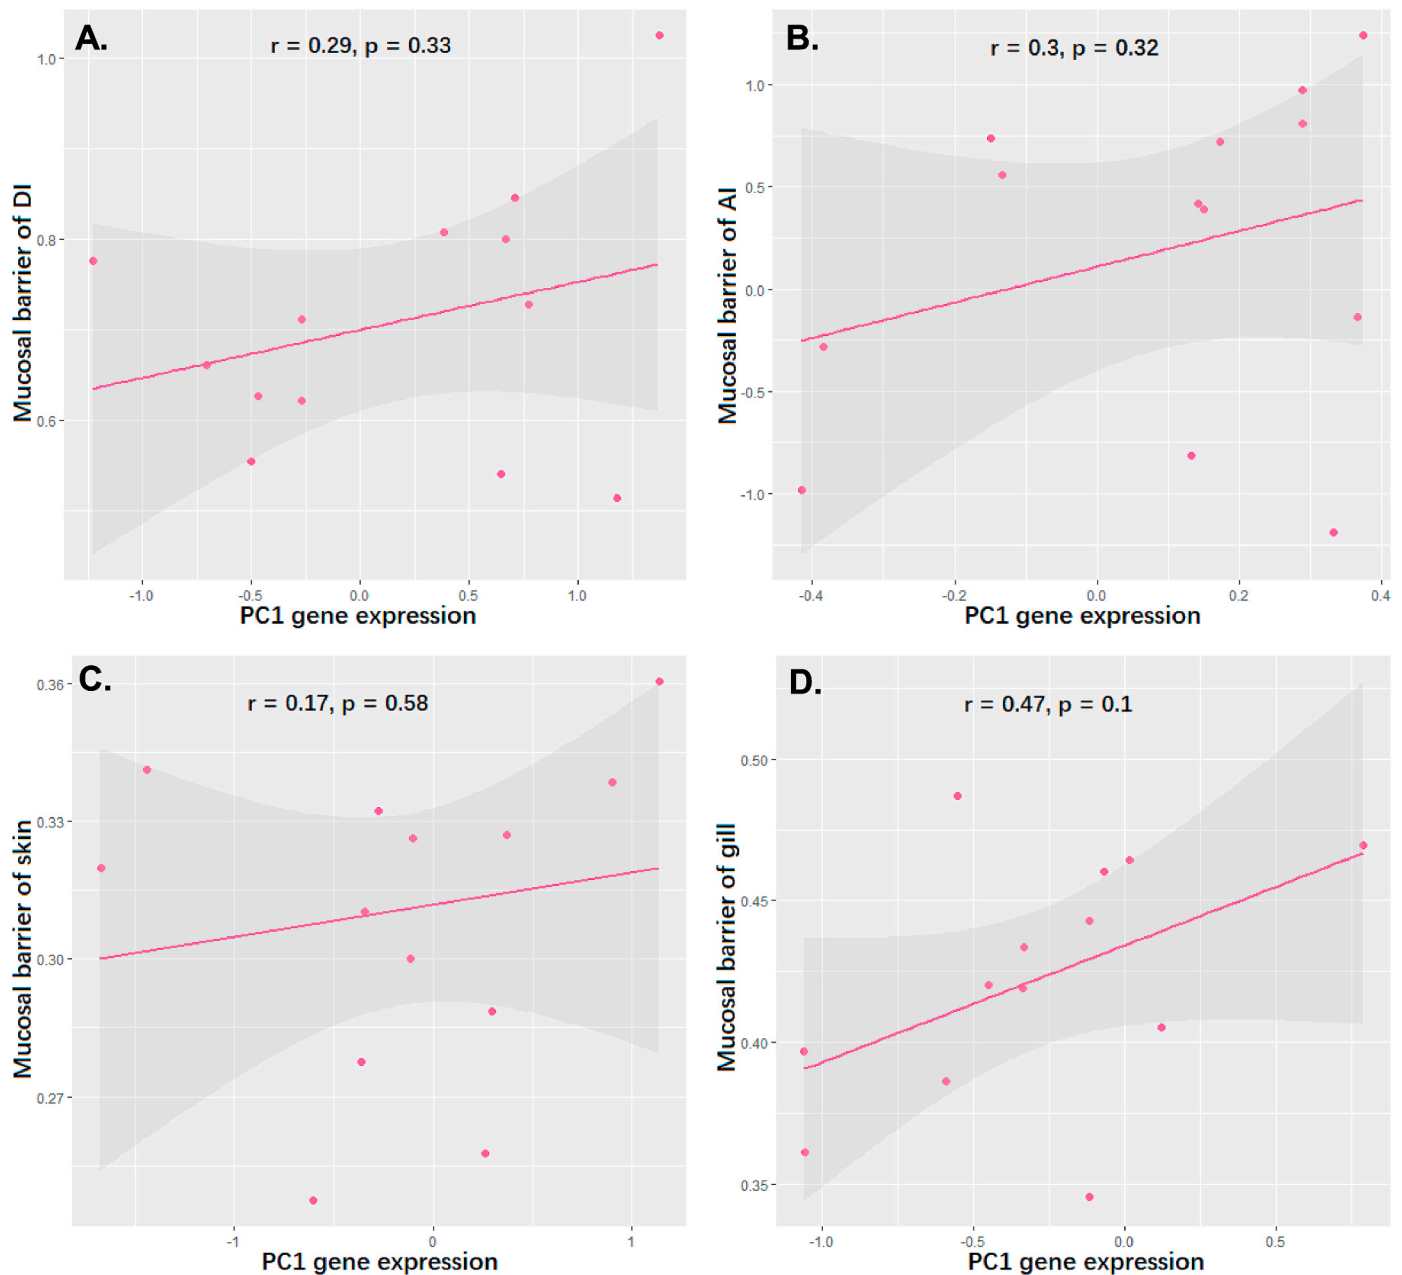 A.
r = 0.29, p = 0.33
Mucosal barrier of DI
1.0
0.8
0.6
-1.0 -0.5 0.0 0.5 1.0
PC1 gene expression
B.
r = 0.3, p = 0.32
Mucosal barrier of AI
1.0
0.5
0.0
-0.5
-1.0
-0.4 -0.2 0.0 0.2 0.4
PC1 gene expression
C.
r = 0.17, p = 0.58
Mucosal barrier of skin
0.36
0.33
0.30
0.27
-1 0 1
PC1 gene expression
D.
r = 0.47, p = 0.1
Mucosal barrier of gill
0.50
0.45
0.40
0.35
-1.0 -0.5 0.0 0.5
PC1 gene expression